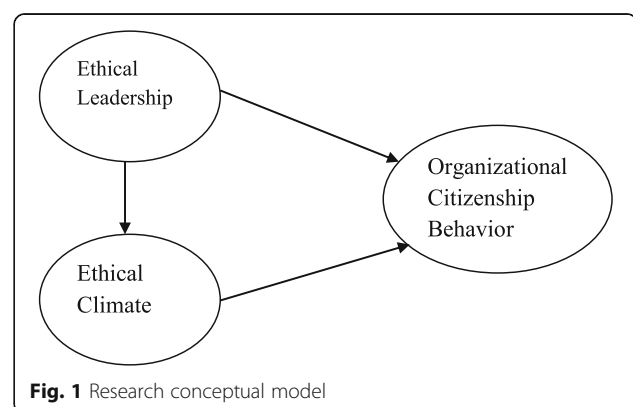 Ethical
Leadership
Organizational
Citizenship
Behavior
Ethical
Climate
Fig. 1 Research conceptual model